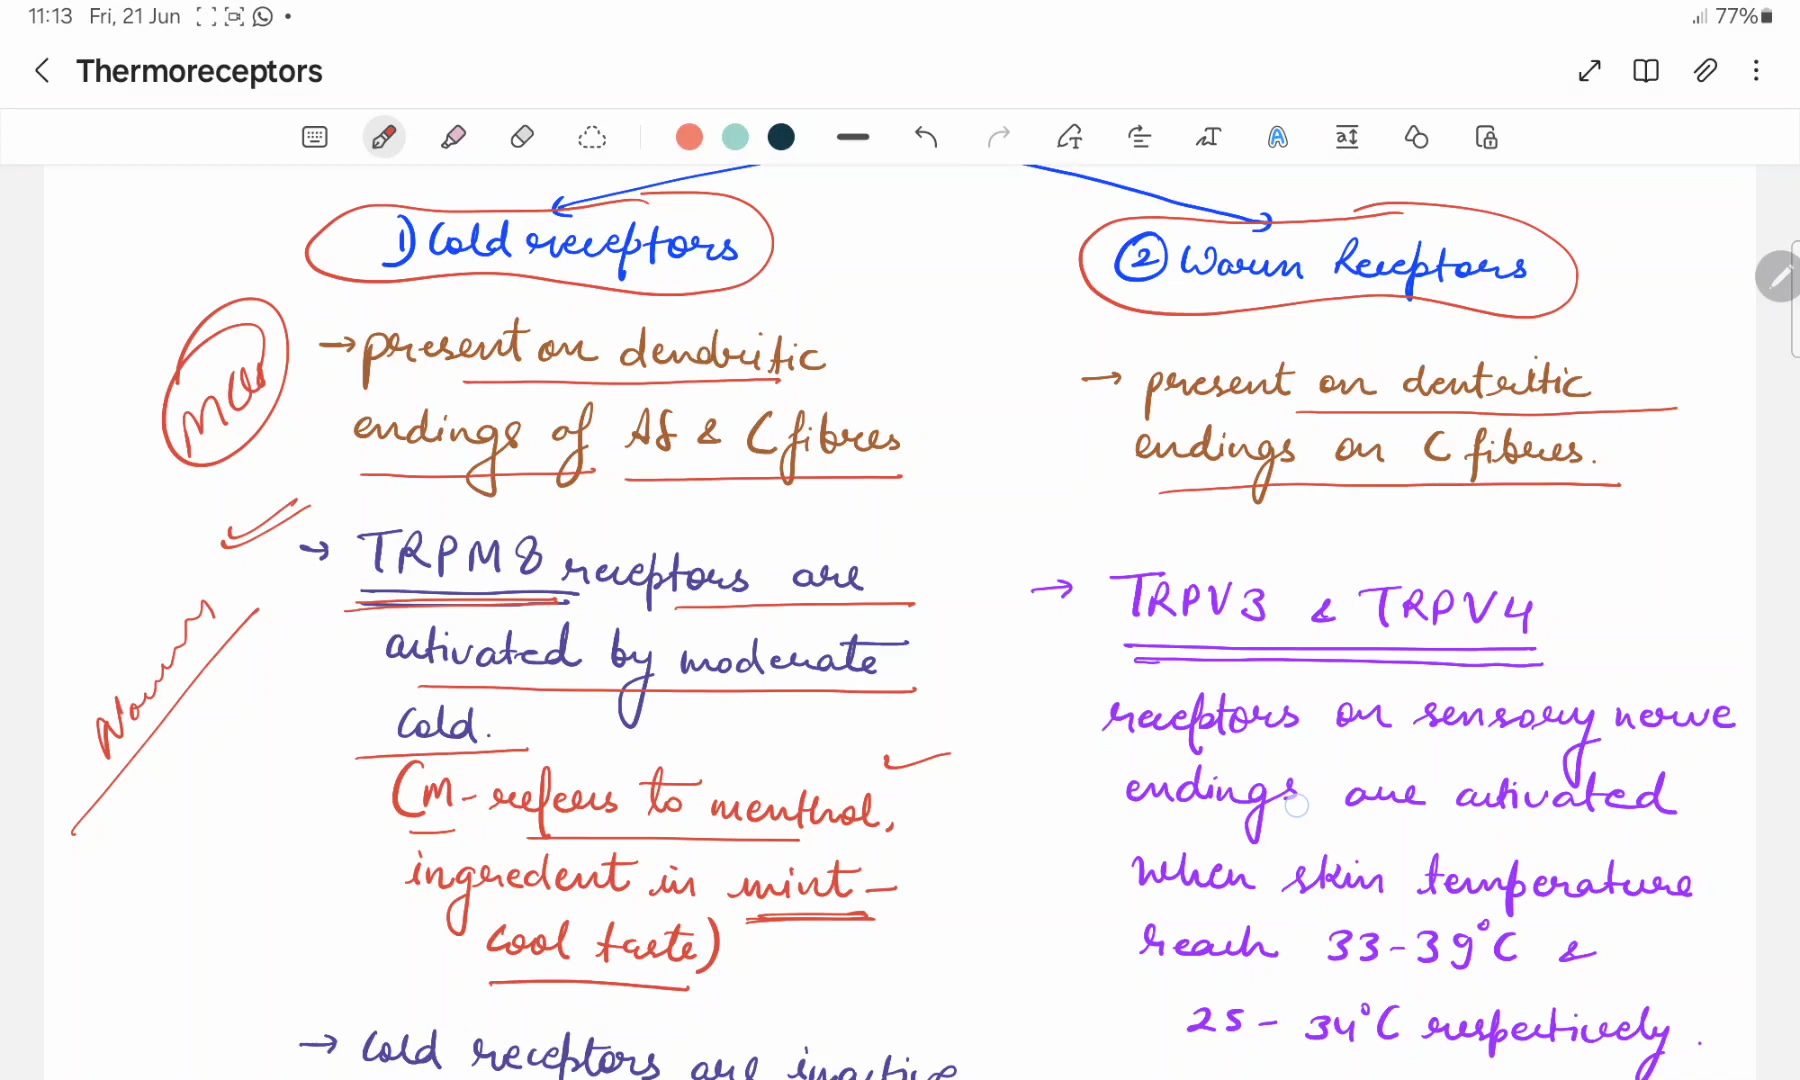 11:13 Fri, 21 Jun
77%
Thermoreceptors
1) Cold receptors
② Warm Receptors
MCQ
→ present on dendritic
endings of Aδ & C fibres
→ present on dentritic
endings on C fibres.
→ TRPM8 receptors are
activated by moderate
cold.
(M- refers to menthol,
ingredent in mint -
cool taste)
→ TRPV3 & TRPV4
receptors on sensory nerve
endings are activated
when skin temperature
reach 33-39°C &
25 - 34°C respectively.
→ Cold receptors are inactive